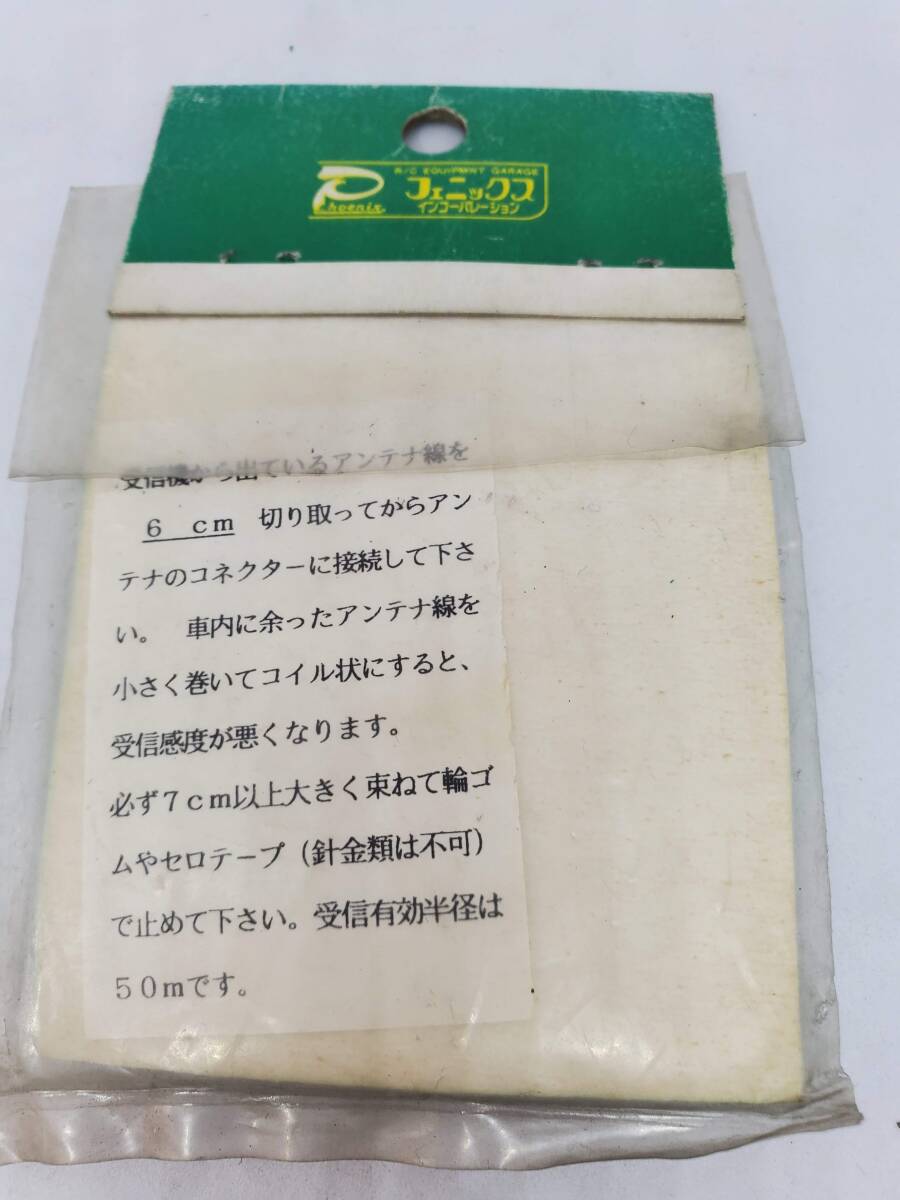 R/C EQUIPMNT GARAGE
Phoenix フェニックス
インコーパレーション
受信機から出ているアンテナ線を
6 cm 切り取ってからアン
テナのコネクターに接続して下さ
い。 車内に余ったアンテナ線を
小さく巻いてコイル状にすると、
受信感度が悪くなります。
必ず7cm以上大きく束ねて輪ゴ
ムやセロテープ(針金類は不可)
で止めて下さい。受信有効半径は
50mです。